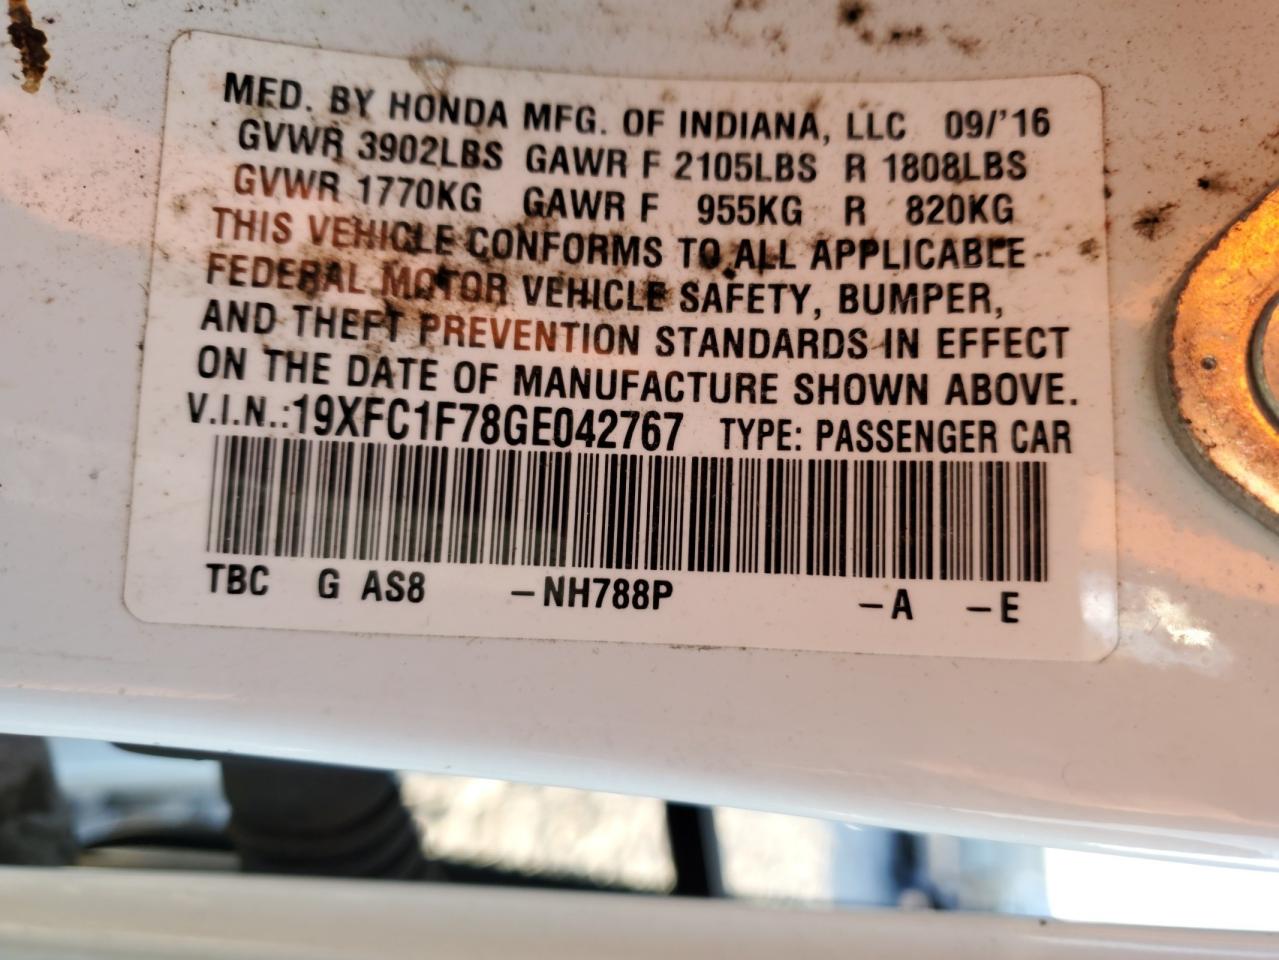 MFD. BY HONDA MFG. OF INDIANA, LLC 09/'16
GVWR 3902LBS GAWR F 2105LBS R 1808LBS
GVWR 1770KG GAWR F 955KG R 820KG
THIS VEHICLE CONFORMS TO ALL APPLICABLE
FEDERAL MOTOR VEHICLE SAFETY, BUMPER,
AND THEFT PREVENTION STANDARDS IN EFFECT
ON THE DATE OF MANUFACTURE SHOWN ABOVE.
V.I.N.:19XFC1F78GE042767 TYPE: PASSENGER CAR
TBC G AS8 –NH788P –A –E